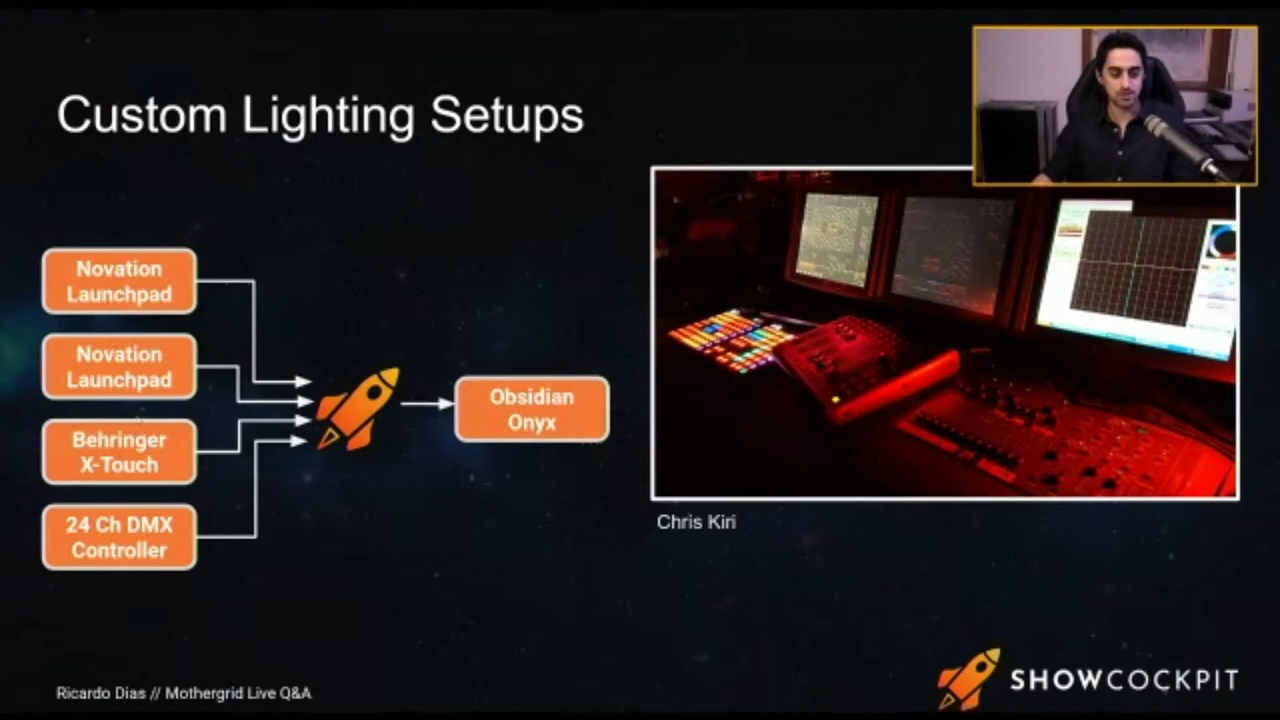 Custom Lighting Setups
Novation
Launchpad
Novation
Launchpad
Behringer
X-Touch
24 Ch DMX
Controller
Obsidian
Onyx
Chris Kiri
Ricardo Dias // Mothergrid Live Q&A
SHOWCOCKPIT